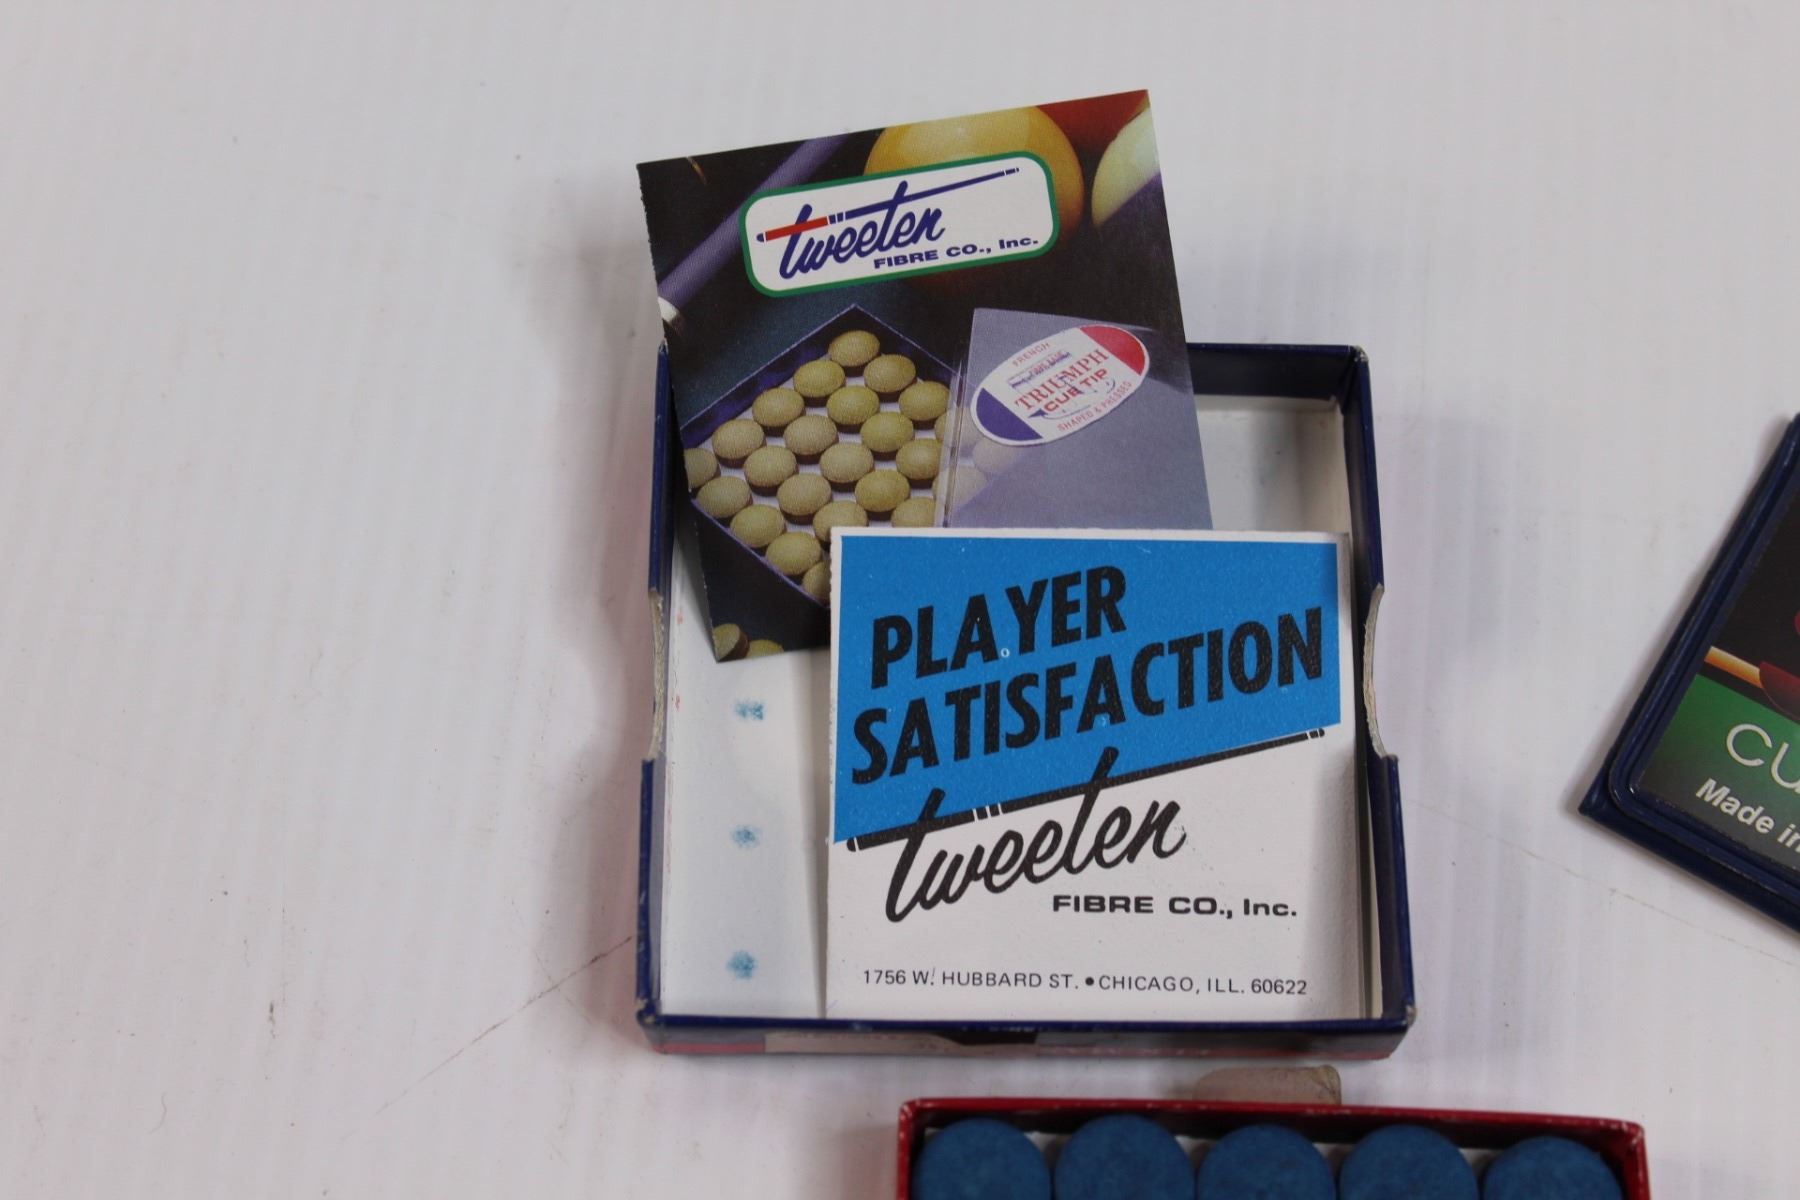 tweeten
FIBRE CO., Inc.
FRENCH
TRIUMPH
CUE TIP
SHAPED & PRESSED
PLAYER
SATISFACTION
tweeten
FIBRE CO., Inc.
1756 W. HUBBARD ST. • CHICAGO, ILL. 60622
Made in